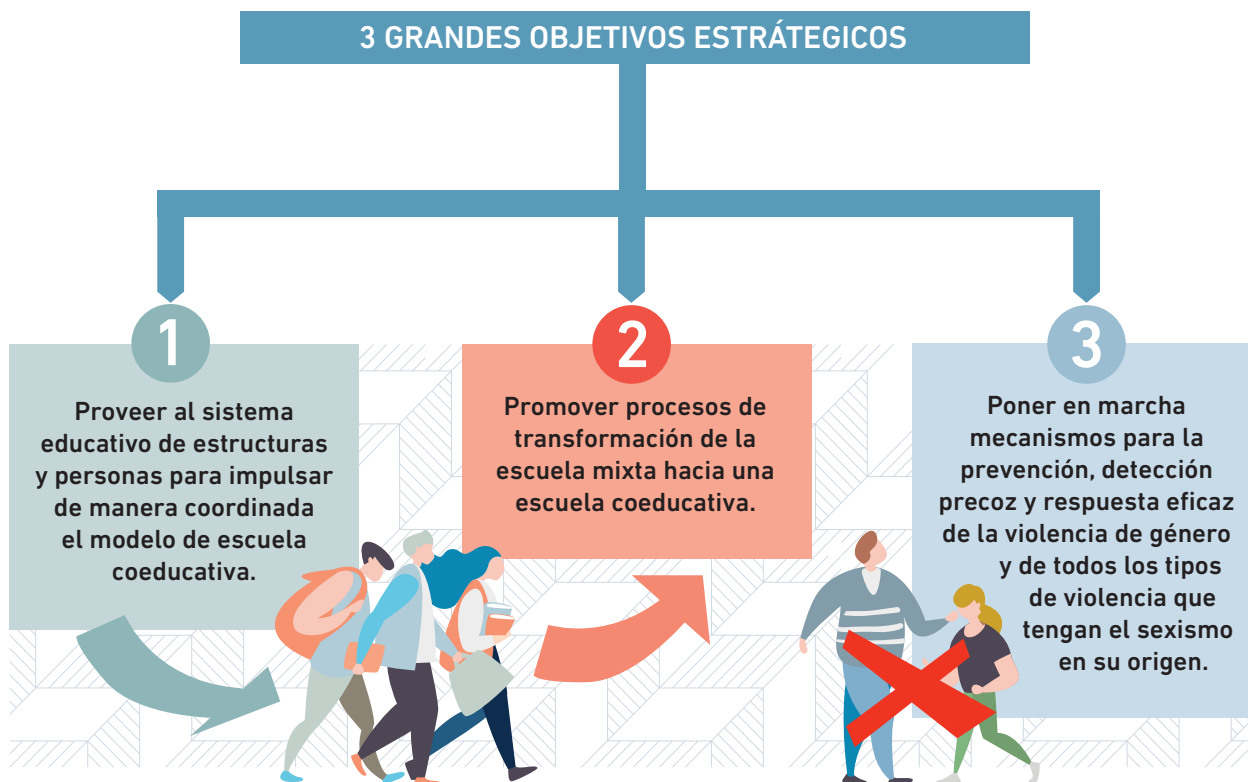 3 GRANDES OBJETIVOS ESTRÁTEGICOS
1
Proveer al sistema
educativo de estructuras
y personas para impulsar
de manera coordinada
el modelo de escuela
coeducativa.
2
Promover procesos de
transformación de la
escuela mixta hacia una
escuela coeducativa.
3
Poner en marcha
mecanismos para la
prevención, detección
precoz y respuesta eficaz
de la violencia de género
y de todos los tipos
de violencia que
tengan el sexismo
en su origen.